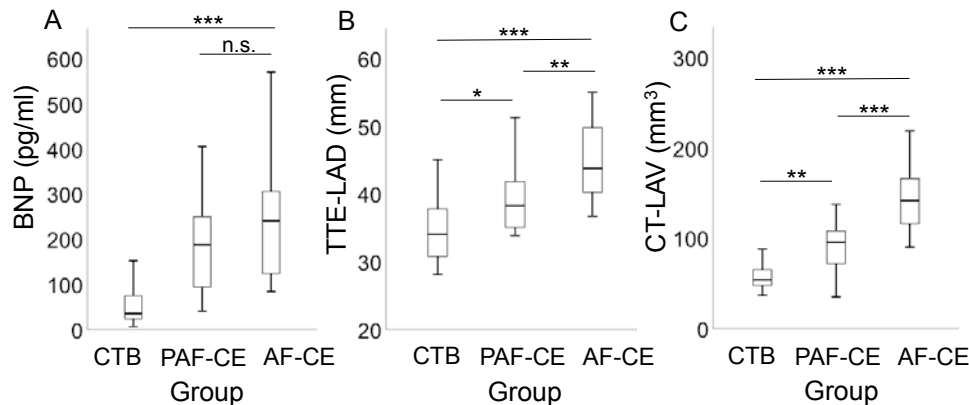 A
BNP (pg/ml)
600
500
400
300
200
100
0
***
n.s.
CTB
PAF-CE
AF-CE
Group
B
TTE-LAD (mm)
60
50
40
30
20
***
**
*
CTB
PAF-CE
AF-CE
Group
C
CT-LAV (mm³)
300
200
100
0
***
***
**
CTB
PAF-CE
AF-CE
Group